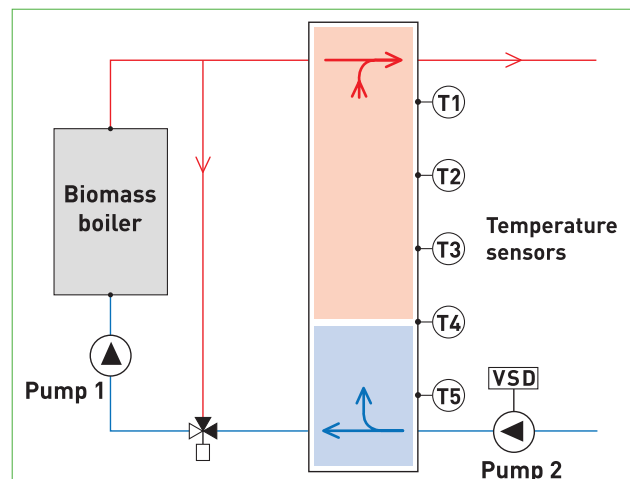 T1
Biomass
boiler
T2
Temperature
sensors
T3
T4
Pump 1
VSD
T5
Pump 2